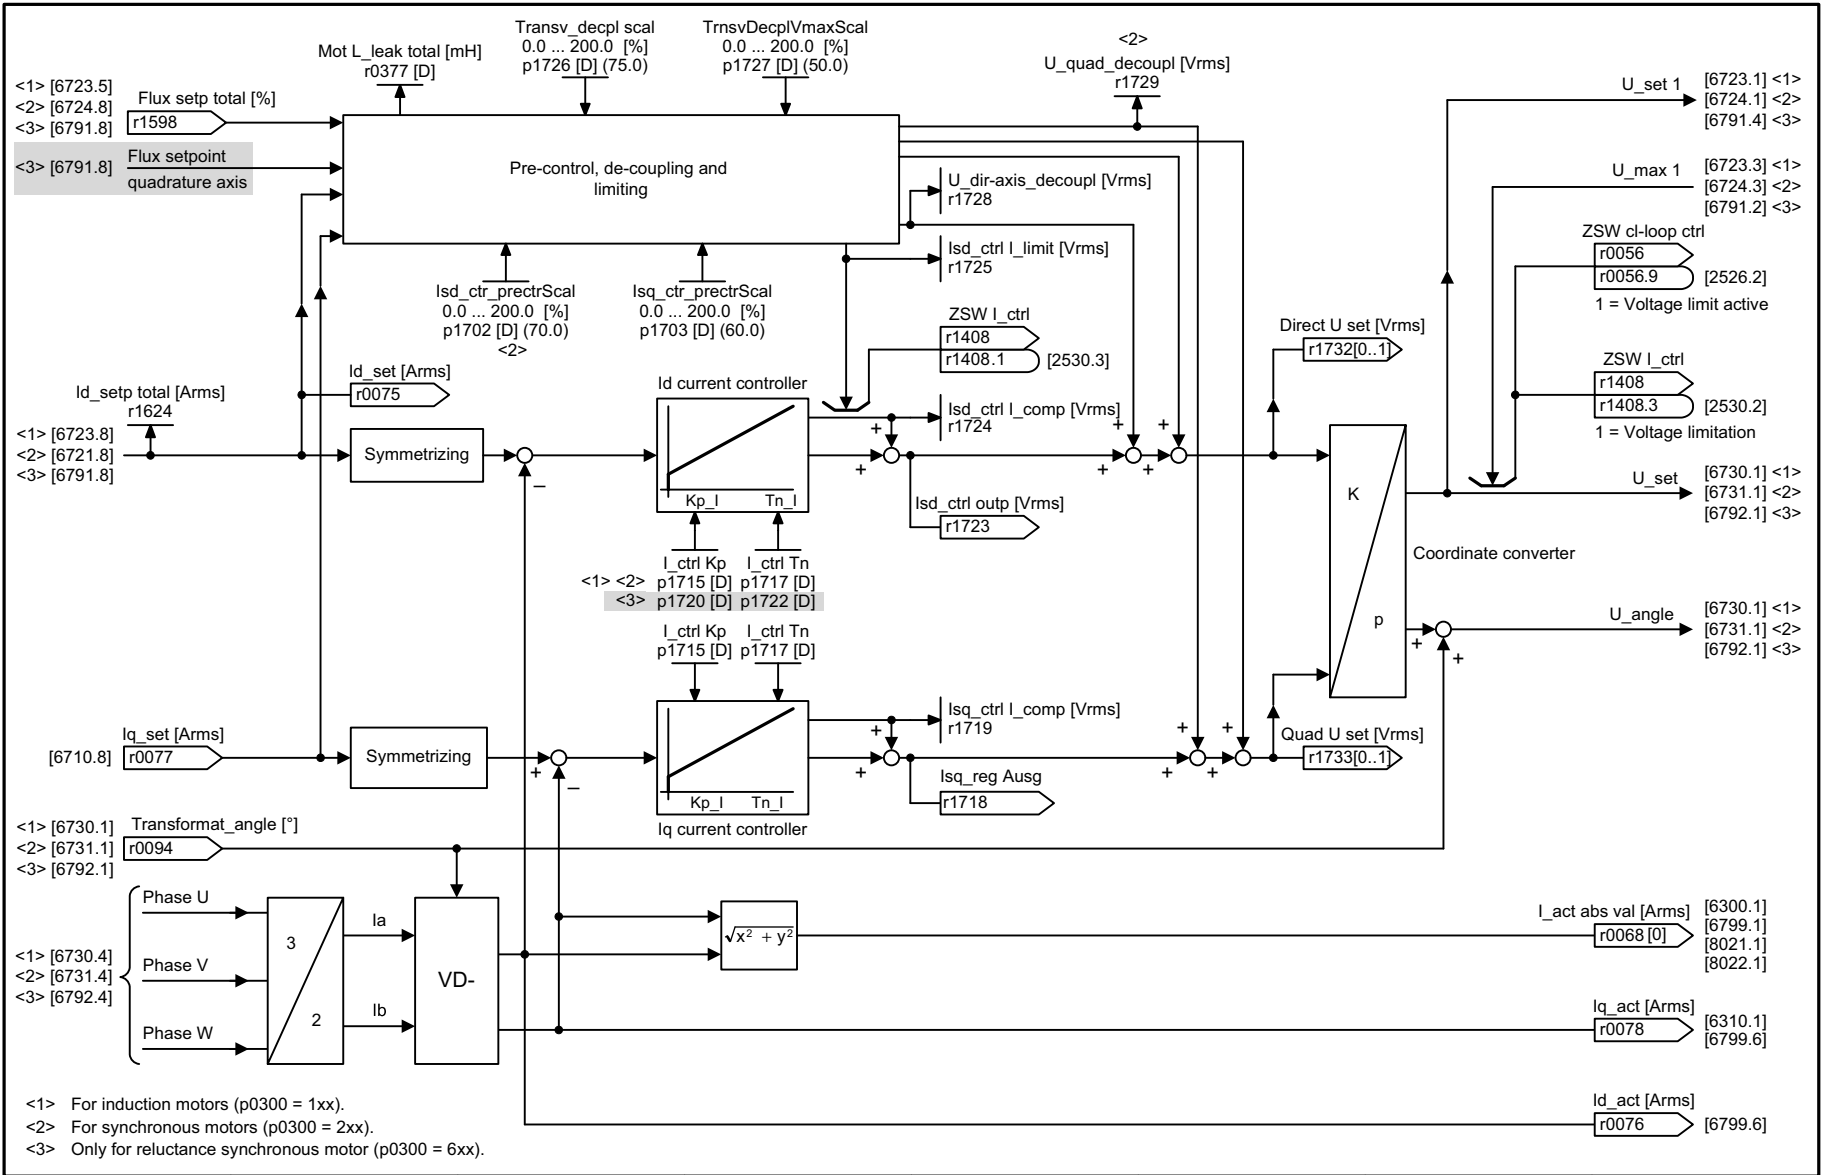 Transv_decpl scal
0.0 ... 200.0 [%]
p1726 [D] (75.0)
TrnsvDecplVmaxScal
0.0 ... 200.0 [%]
p1727 [D] (50.0)
Mot L_leak total [mH]
r0377 [D]
<2>
U_quad_decoupl [Vrms]
r1729
<1> [6723.5]
<2> [6724.8]
<3> [6791.8]
Flux setp total [%]
r1598
<3> [6791.8]
Flux setpoint
quadrature axis
Pre-control, de-coupling and
limiting
U_set 1
[6723.1] <1>
[6724.1] <2>
[6791.4] <3>
U_max 1
[6723.3] <1>
[6724.3] <2>
[6791.2] <3>
U_dir-axis_decoupl [Vrms]
r1728
Isd_ctrl I_limit [Vrms]
r1725
ZSW cl-loop ctrl
r0056
r0056.9
[2526.2]
1 = Voltage limit active
Isd_ctr_prectrScal
0.0 ... 200.0 [%]
p1702 [D] (70.0)
<2>
Isq_ctr_prectrScal
0.0 ... 200.0 [%]
p1703 [D] (60.0)
ZSW I_ctrl
r1408
r1408.1
[2530.3]
Direct U set [Vrms]
r1732[0..1]
ZSW I_ctrl
r1408
r1408.3
[2530.2]
1 = Voltage limitation
Id_set [Arms]
r0075
Id_setp total [Arms]
r1624
<1> [6723.8]
<2> [6721.8]
<3> [6791.8]
Symmetrizing
–
Id current controller
Kp_I Tn_I
Isd_ctrl I_comp [Vrms]
r1724
+
+
+
+
+
+
Isd_ctrl outp [Vrms]
r1723
K
p
Coordinate converter
U_set
[6730.1] <1>
[6731.1] <2>
[6792.1] <3>
I_ctrl Kp
I_ctrl Tn
<1> <2> p1715 [D] p1717 [D]
<3> p1720 [D] p1722 [D]
I_ctrl Kp
p1715 [D]
I_ctrl Tn
p1717 [D]
U_angle
[6730.1] <1>
[6731.1] <2>
[6792.1] <3>
+
+
Iq_set [Arms]
[6710.8]
r0077
Symmetrizing
+
–
Kp_I Tn_I
Iq current controller
Isq_ctrl I_comp [Vrms]
r1719
+
+
+
+
+
+
Isq_reg Ausg
r1718
Quad U set [Vrms]
r1733[0..1]
<1> [6730.1]
<2> [6731.1]
<3> [6792.1]
Transformat_angle [°]
r0094
<1> [6730.4]
<2> [6731.4]
<3> [6792.4]
Phase U
Phase V
Phase W
3
2
Ia
Ib
VD-
√x² + y²
I_act abs val [Arms]
r0068 [0]
[6300.1]
[6799.1]
[8021.1]
[8022.1]
Iq_act [Arms]
r0078
[6310.1]
[6799.6]
Id_act [Arms]
r0076
[6799.6]
<1> For induction motors (p0300 = 1xx).
<2> For synchronous motors (p0300 = 2xx).
<3> Only for reluctance synchronous motor (p0300 = 6xx).